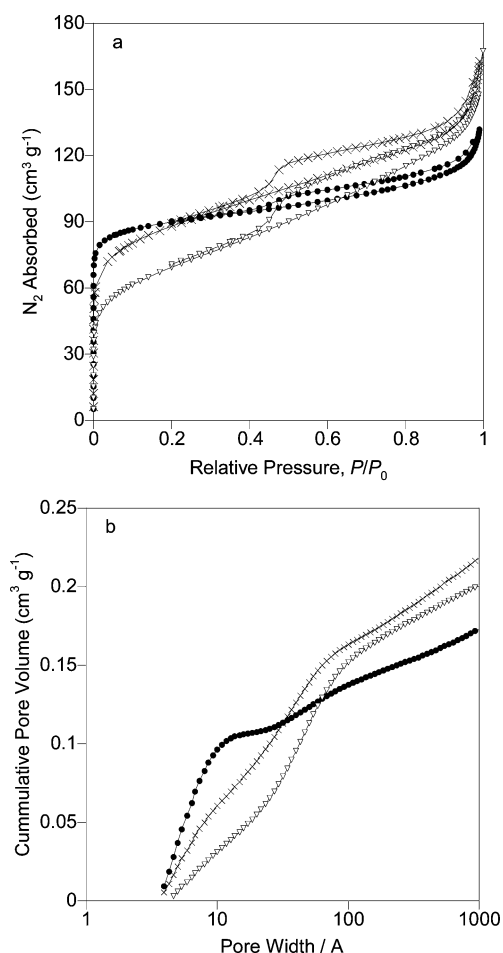 a
180
150
120
90
60
30
0
N2 Absorbed (cm3 g-1)
0 0.2 0.4 0.6 0.8 1
Relative Pressure, P/P0
b
0.25
0.2
0.15
0.1
0.05
0
Cummulative Pore Volume (cm3 g-1)
1 10 100 1000
Pore Width / A